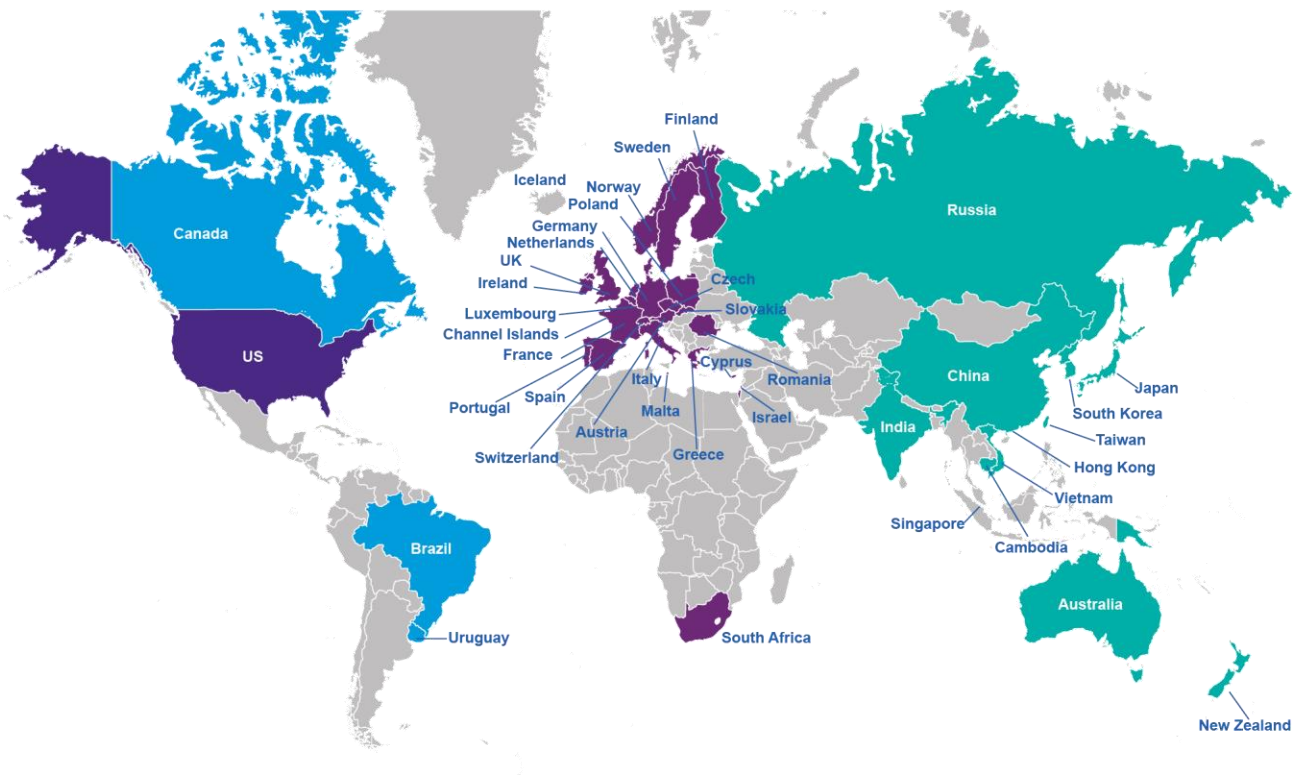 Finland
Sweden
Iceland
Norway
Poland
Russia
Germany
Canada
Netherlands
UK
Ireland
Czech
Luxembourg
Slovakia
Channel Islands
US
France
Cyprus
China
Italy
Romania
Japan
Spain
Portugal
Malta
Israel
South Korea
India
Austria
Taiwan
Switzerland
Greece
Hong Kong
Vietnam
Singapore
Brazil
Cambodia
Australia
Uruguay
South Africa
New Zealand